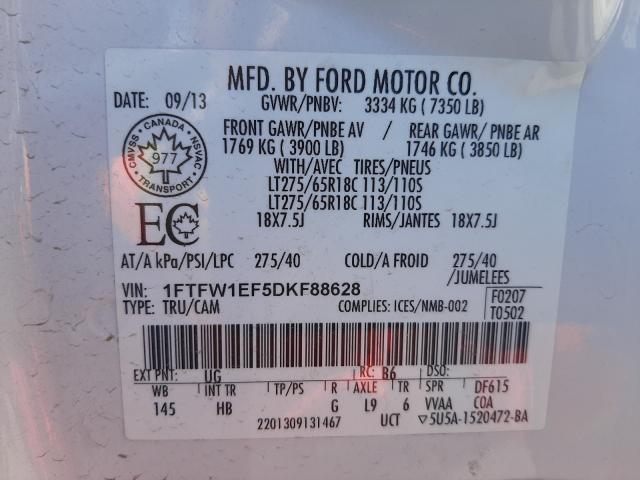 MFD. BY FORD MOTOR CO.
DATE: 09/13 GVWR/PNBV: 3334 KG ( 7350 LB)
FRONT GAWR/PNBE AV / REAR GAWR/ PNBE AR
1769 KG ( 3900 LB) 1746 KG ( 3850 LB)
WITH/AVEC TIRES/PNEUS
LT275/65R18C 113/110S
LT275/65R18C 113/110S
18X7.5J RIMS/JANTES 18X7.5J
CANADA
CMVSS NSVAC
977
TRANSPORT
EC
AT/A kPa/PSI/LPC 275/40 COLD/A FROID 275/40
/JUMELEES
VIN: 1FTFW1EF5DKF88628
TYPE: TRU/CAM COMPLIES: ICES/NMB-002
F0207
T0502
EXT PNT: UG RC: B6 DSO:
WB INT TR TP/PS R AXLE TR SPR DF615
145 HB G L9 6 VVAA COA
2201309131467 UCT 5U5A-1520472-BA